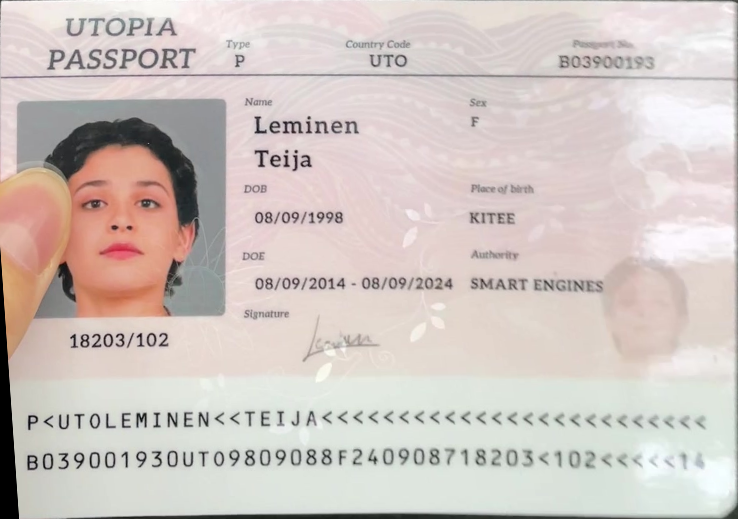 UTOPIA
PASSPORT
Type
P
Country Code
UTO
Passport No.
B03900193
Name
Leminen
Teija
Sex
F
DOB
08/09/1998
Place of birth
KITEE
DOE
08/09/2014 - 08/09/2024
Authority
SMART ENGINES
Signature
Leminen
18203/102
P<UTOLEMINEN<<TEIJA<<<<<<<<<<<<<<<<<<<<<<<<<
B039001930UTO9809088F240908718203<102<<<<<14